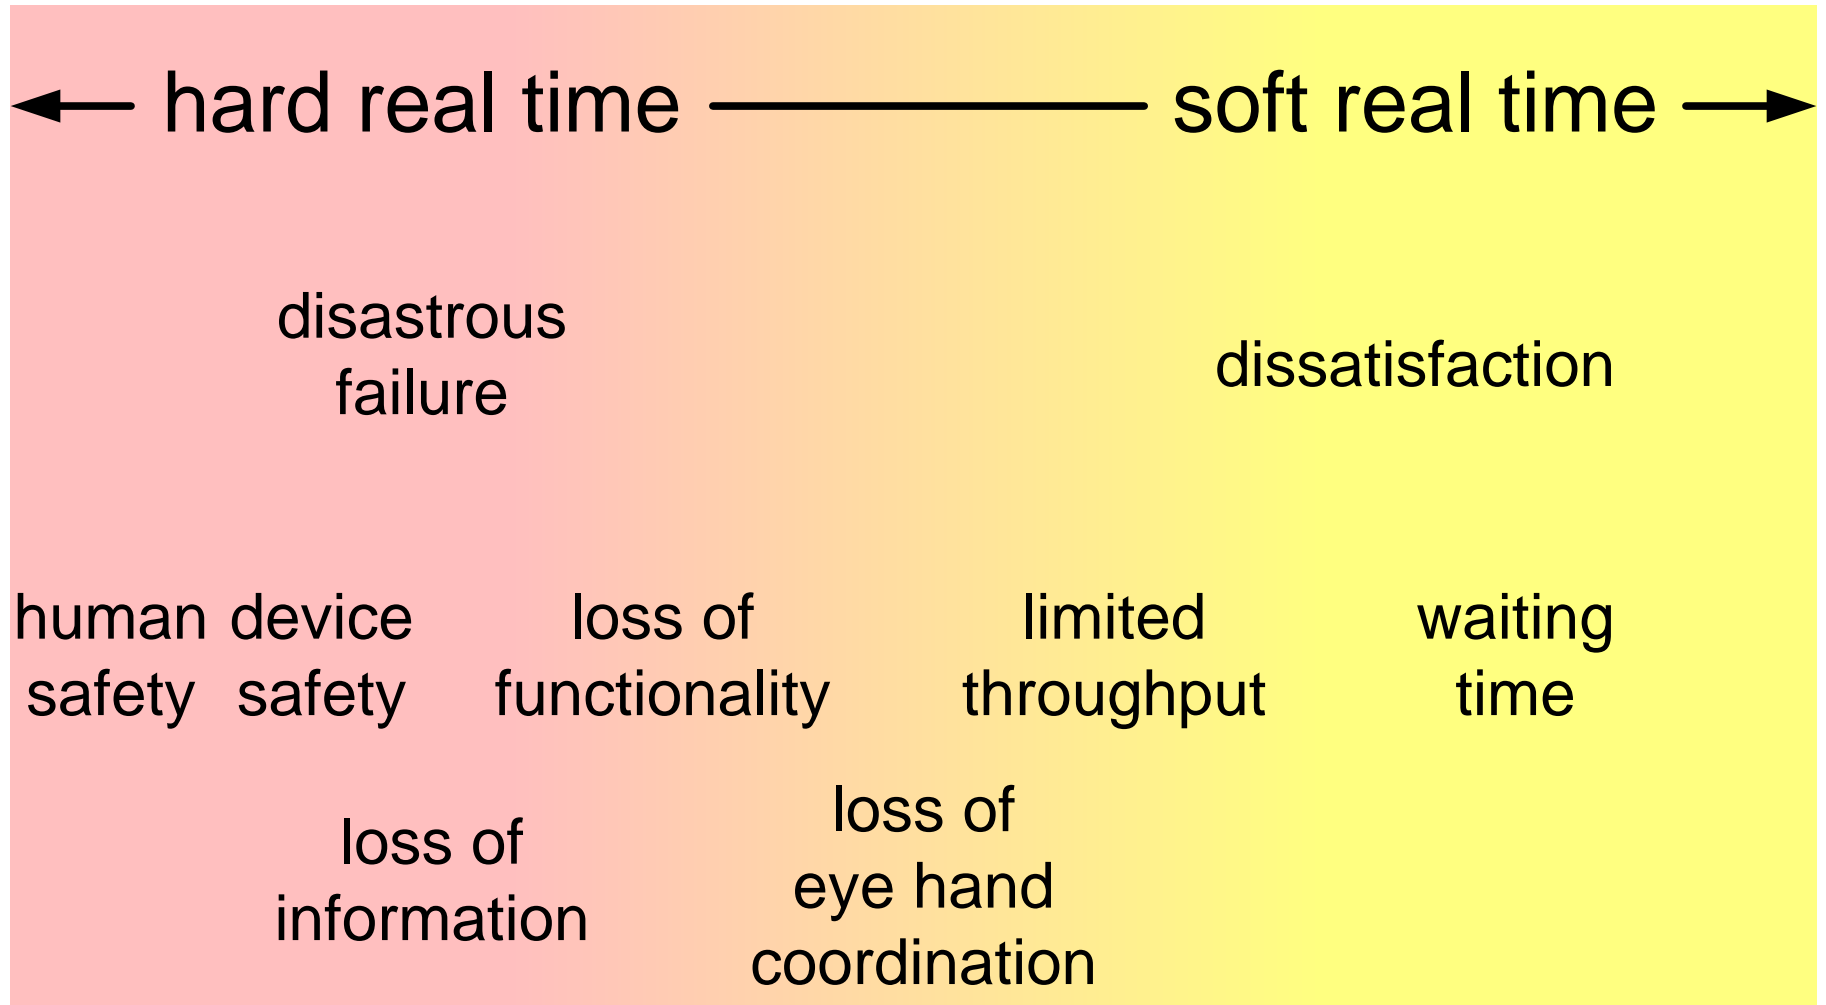 hard real time
soft real time
disastrous
failure
dissatisfaction
human
safety
device
safety
loss of
functionality
limited
throughput
waiting
time
loss of
information
loss of
eye hand
coordination